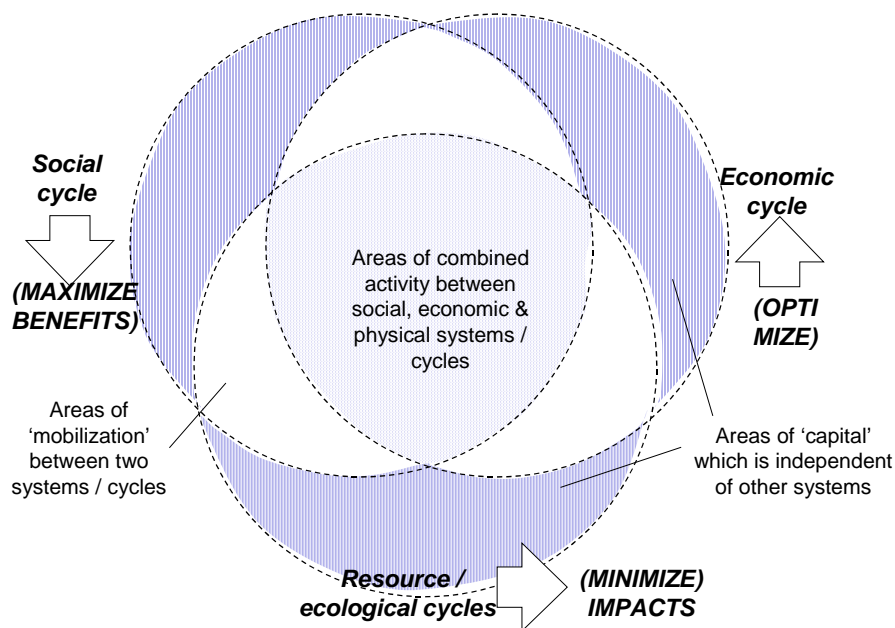 Social
cycle
(MAXIMIZE
BENEFITS)
Economic
cycle
(OPTI
MIZE)
Areas of combined
activity between
social, economic &
physical systems /
cycles
Areas of
‘mobilization’
between two
systems / cycles
Areas of ‘capital’
which is independent
of other systems
Resource /
ecological cycles
(MINIMIZE)
IMPACTS